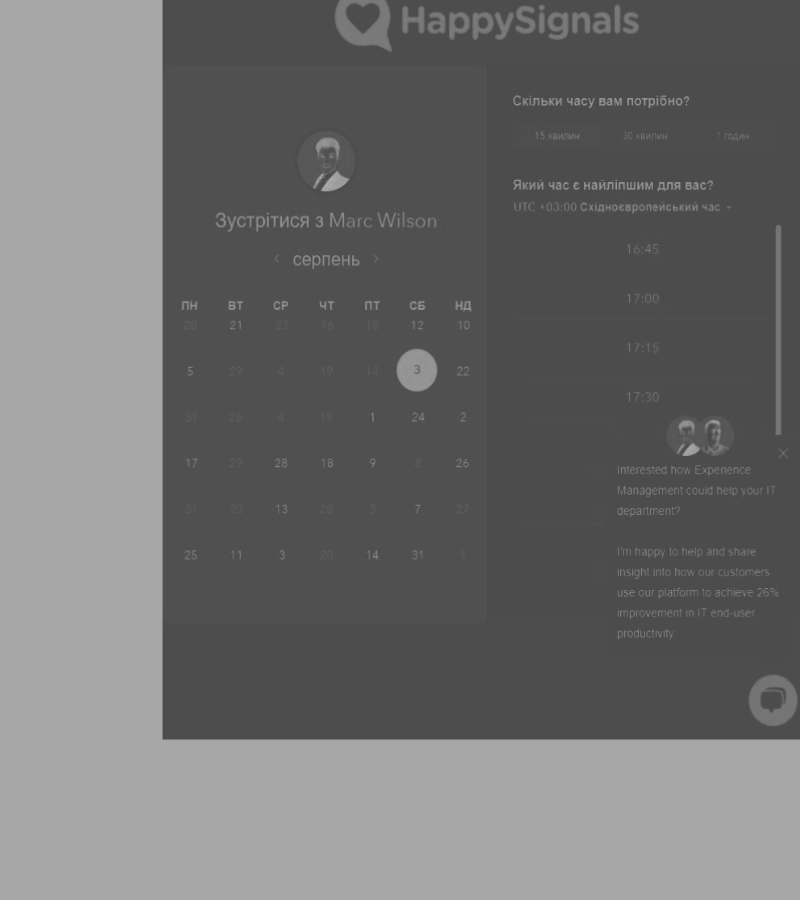 HappySignals
Зустрітися з Marc Wilson
серпень
ПН ВТ СР ЧТ ПТ СБ НД
20 21 23 16 18 12 10
5 29 4 19 14 3 22
31 26 4 19 1 24 2
17 29 28 18 9 8 26
31 23 13 28 5 7 27
25 11 3 20 14 31 1
Скільки часу вам потрібно?
15 хвилин 30 хвилин 1 годин
Який час є найліпшим для вас?
UTC +03:00 Східноєвропейський час
16:45
17:00
17:15
17:30
Interested how Experience
Management could help your IT
department?
I'm happy to help and share
insight into how our customers
use our platform to achieve 26%
improvement in IT end-user
productivity.